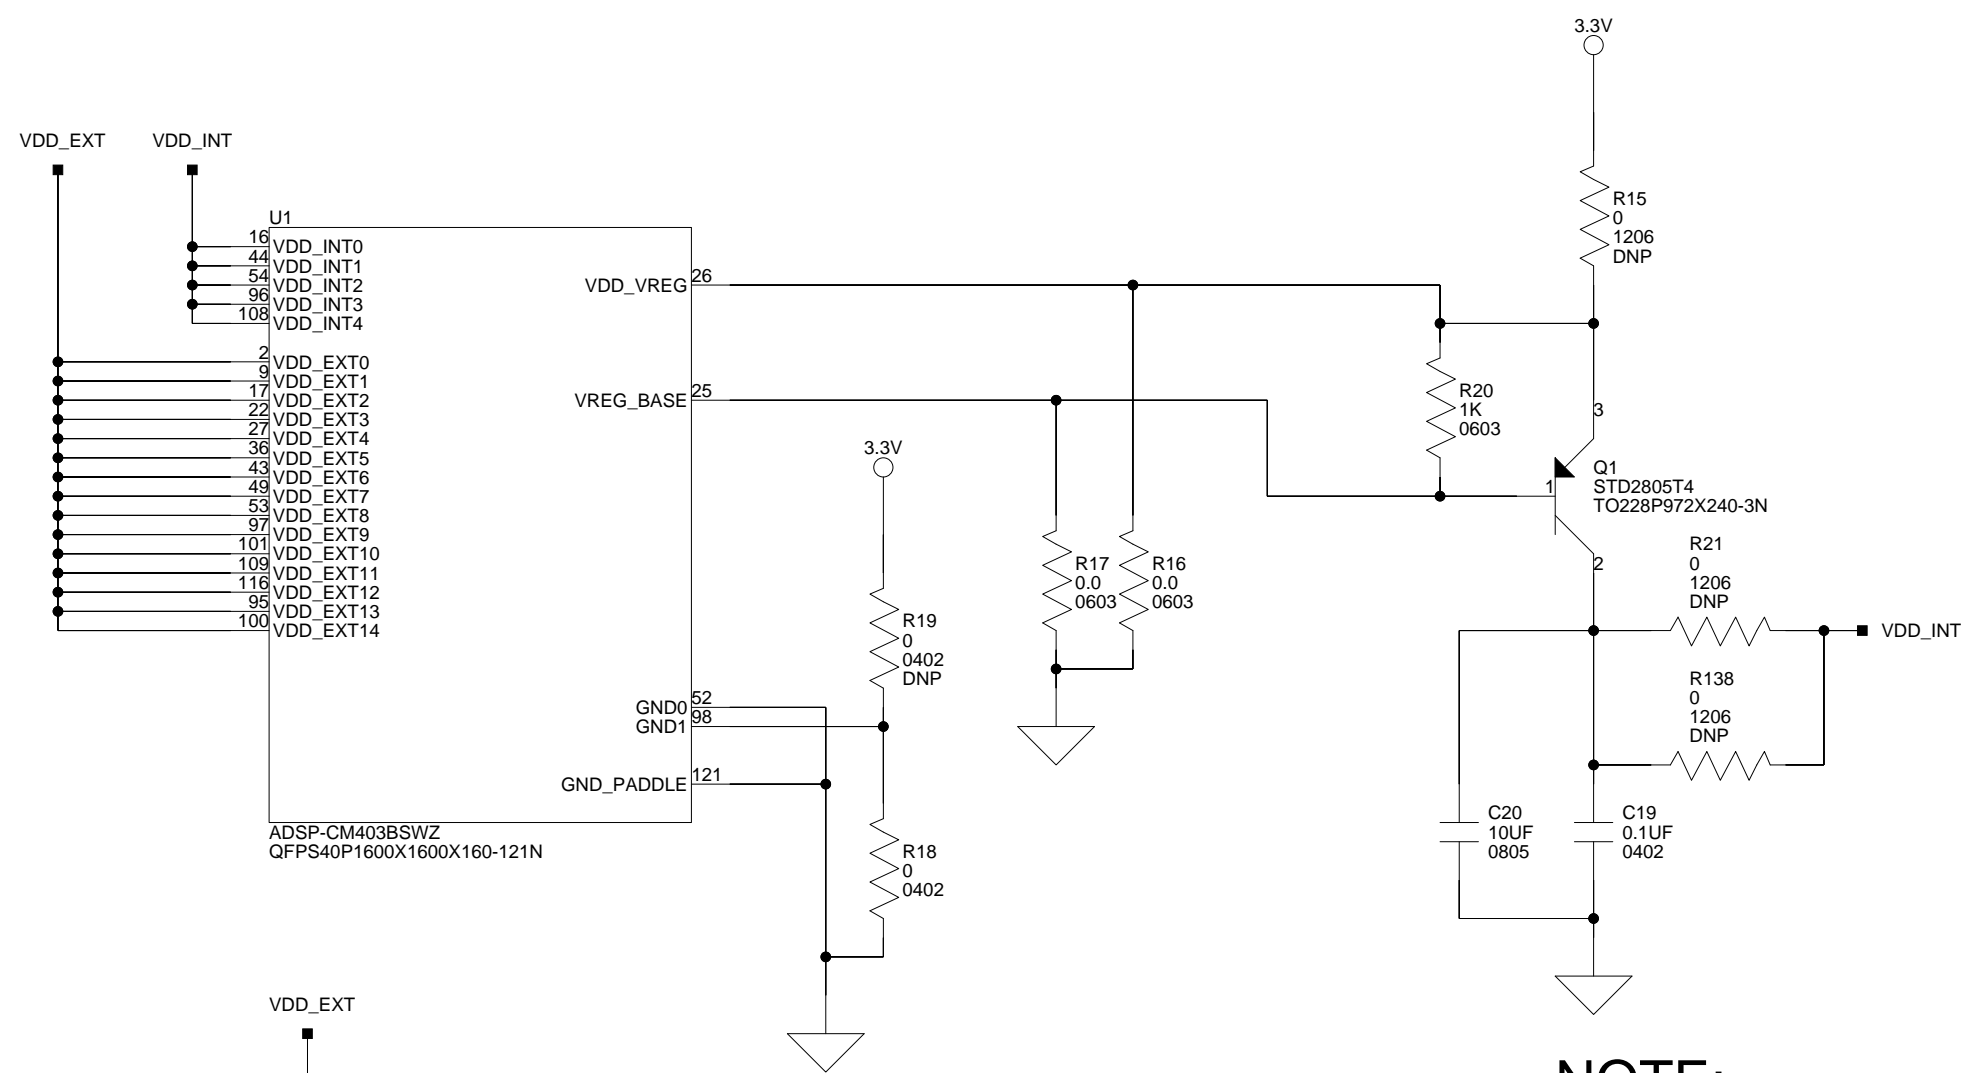 3.3V
VDD_EXT
VDD_INT
R15
0
1206
DNP
U1
16 VDD_INT0
44 VDD_INT1
54 VDD_INT2
96 VDD_INT3
108 VDD_INT4
2 VDD_EXT0
9 VDD_EXT1
17 VDD_EXT2
22 VDD_EXT3
27 VDD_EXT4
36 VDD_EXT5
43 VDD_EXT6
49 VDD_EXT7
53 VDD_EXT8
97 VDD_EXT9
101 VDD_EXT10
109 VDD_EXT11
116 VDD_EXT12
95 VDD_EXT13
100 VDD_EXT14
VDD_VREG 26
VREG_BASE 25
GND0 52
GND1 98
GND_PADDLE 121
ADSP-CM403BSWZ
QFPS40P1600X1600X160-121N
3.3V
R19
0
0402
DNP
R18
0
0402
R17
0.0
0603
R16
0.0
0603
R20
1K
0603
3
1
2
Q1
STD2805T4
TO228P972X240-3N
R21
0
1206
DNP
VDD_INT
R138
0
1206
DNP
C20
10UF
0805
C19
0.1UF
0402
VDD_EXT
NOTE: